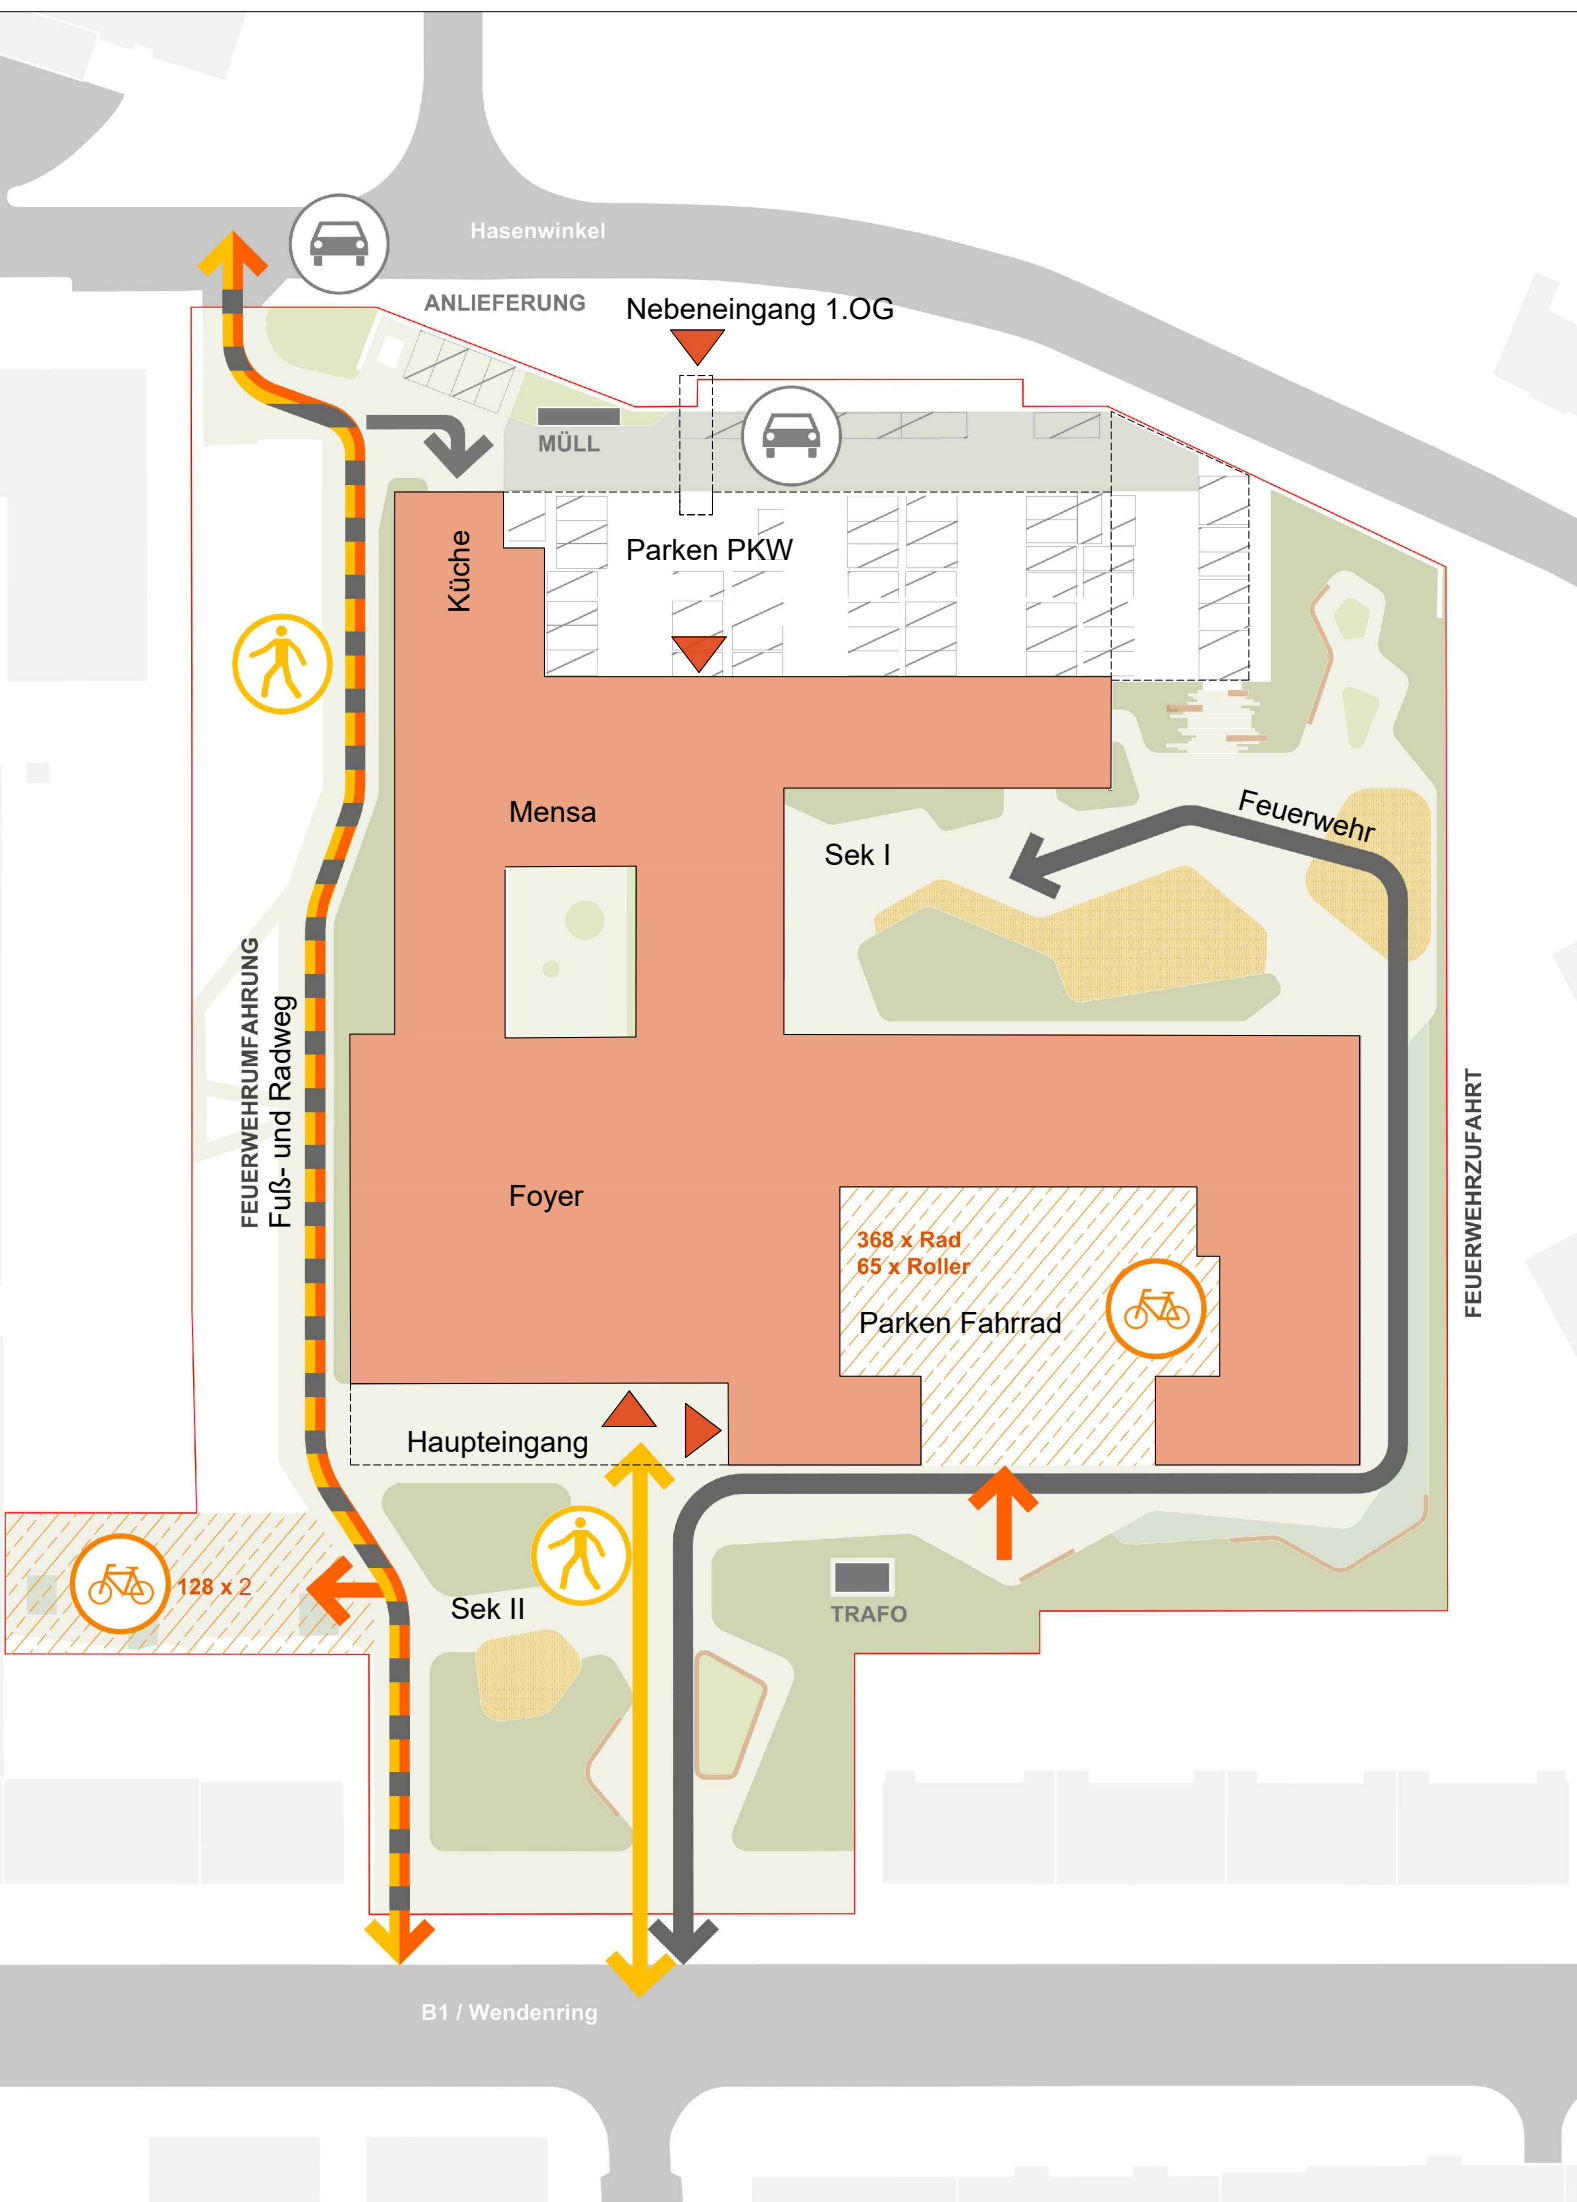 Hasenwinkel
ANLIEFERUNG
Nebeneingang 1.OG
MÜLL
Küche
Parken PKW
Mensa
Feuerwehr
Sek I
FEUERWEHRUMFAHRUNG
Fuß- und Radweg
FEUERWEHRZUFAHRT
Foyer
368 x Rad
65 x Roller
Parken Fahrrad
Haupteingang
128 x 2
Sek II
TRAFO
B1 / Wendenring